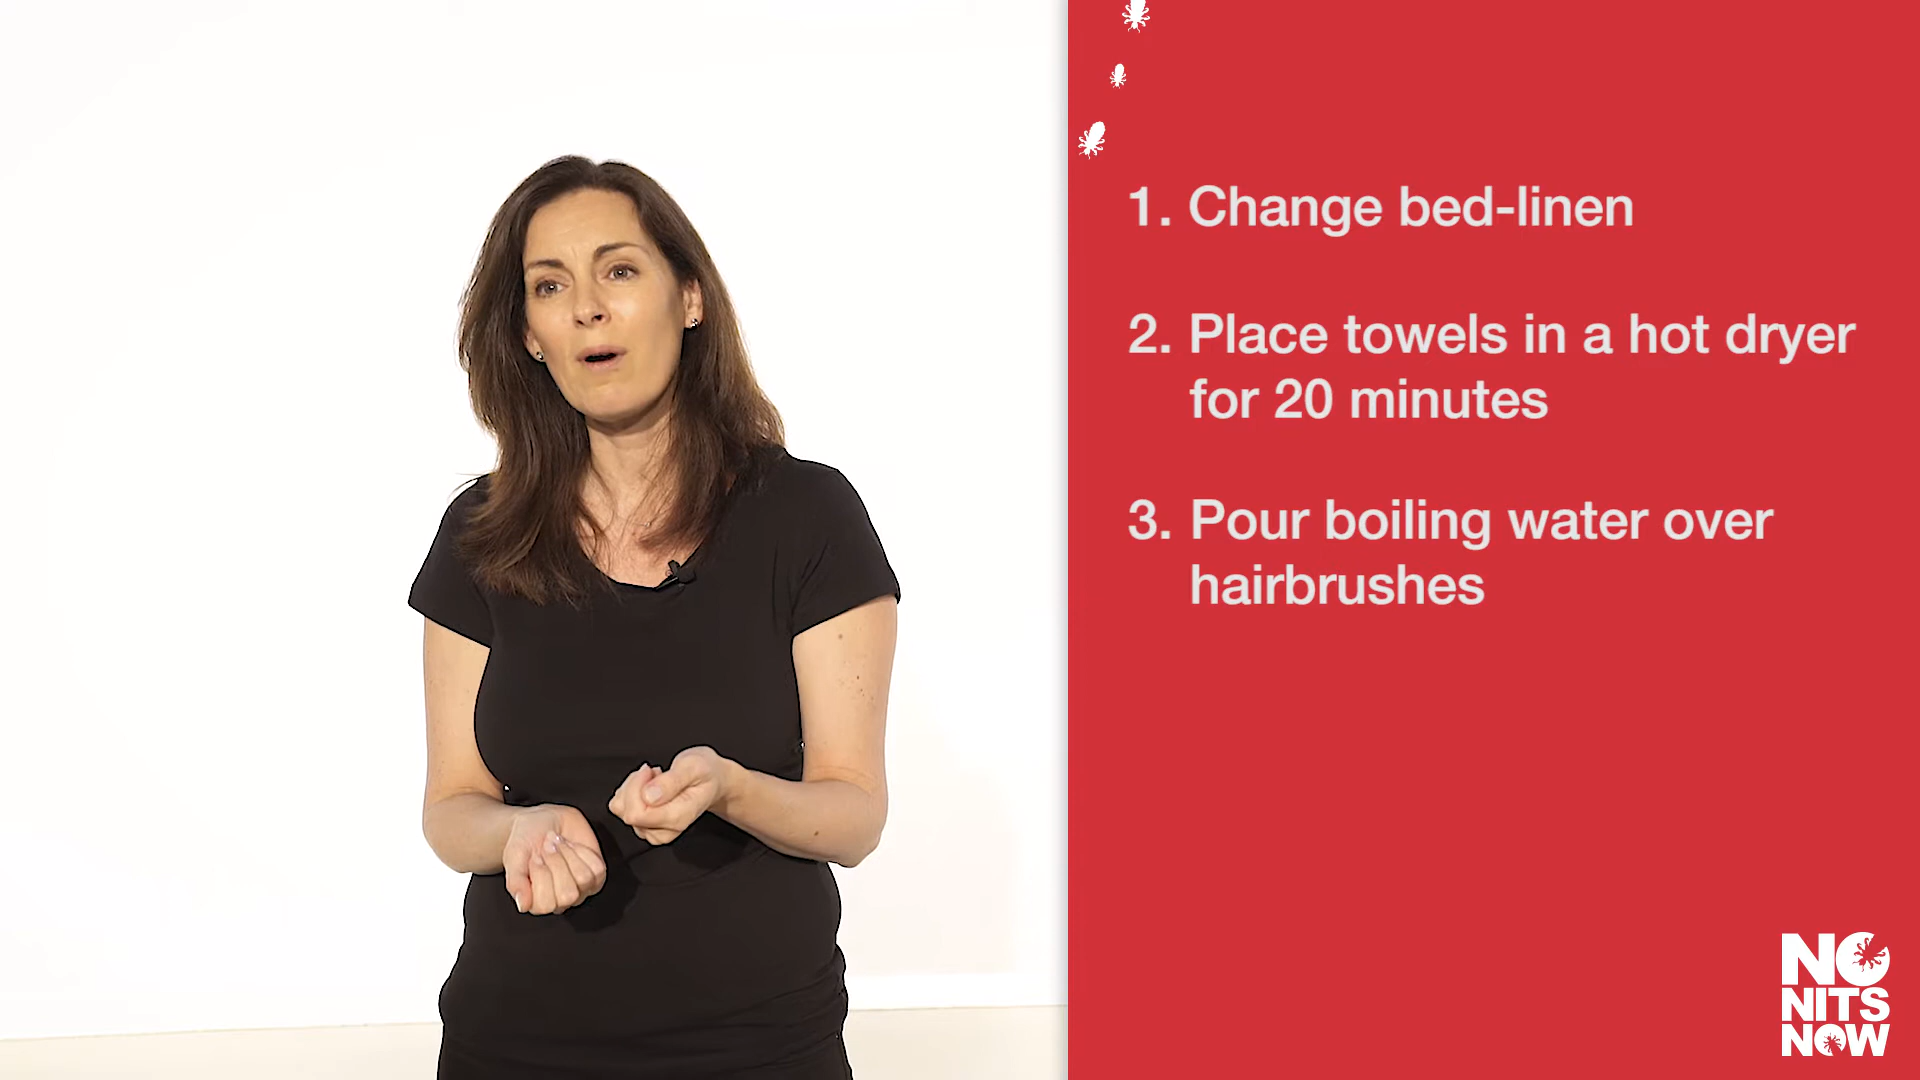 1. Change bed-linen
2. Place towels in a hot dryer
for 20 minutes
3. Pour boiling water over
hairbrushes
NO
NITS
NOW